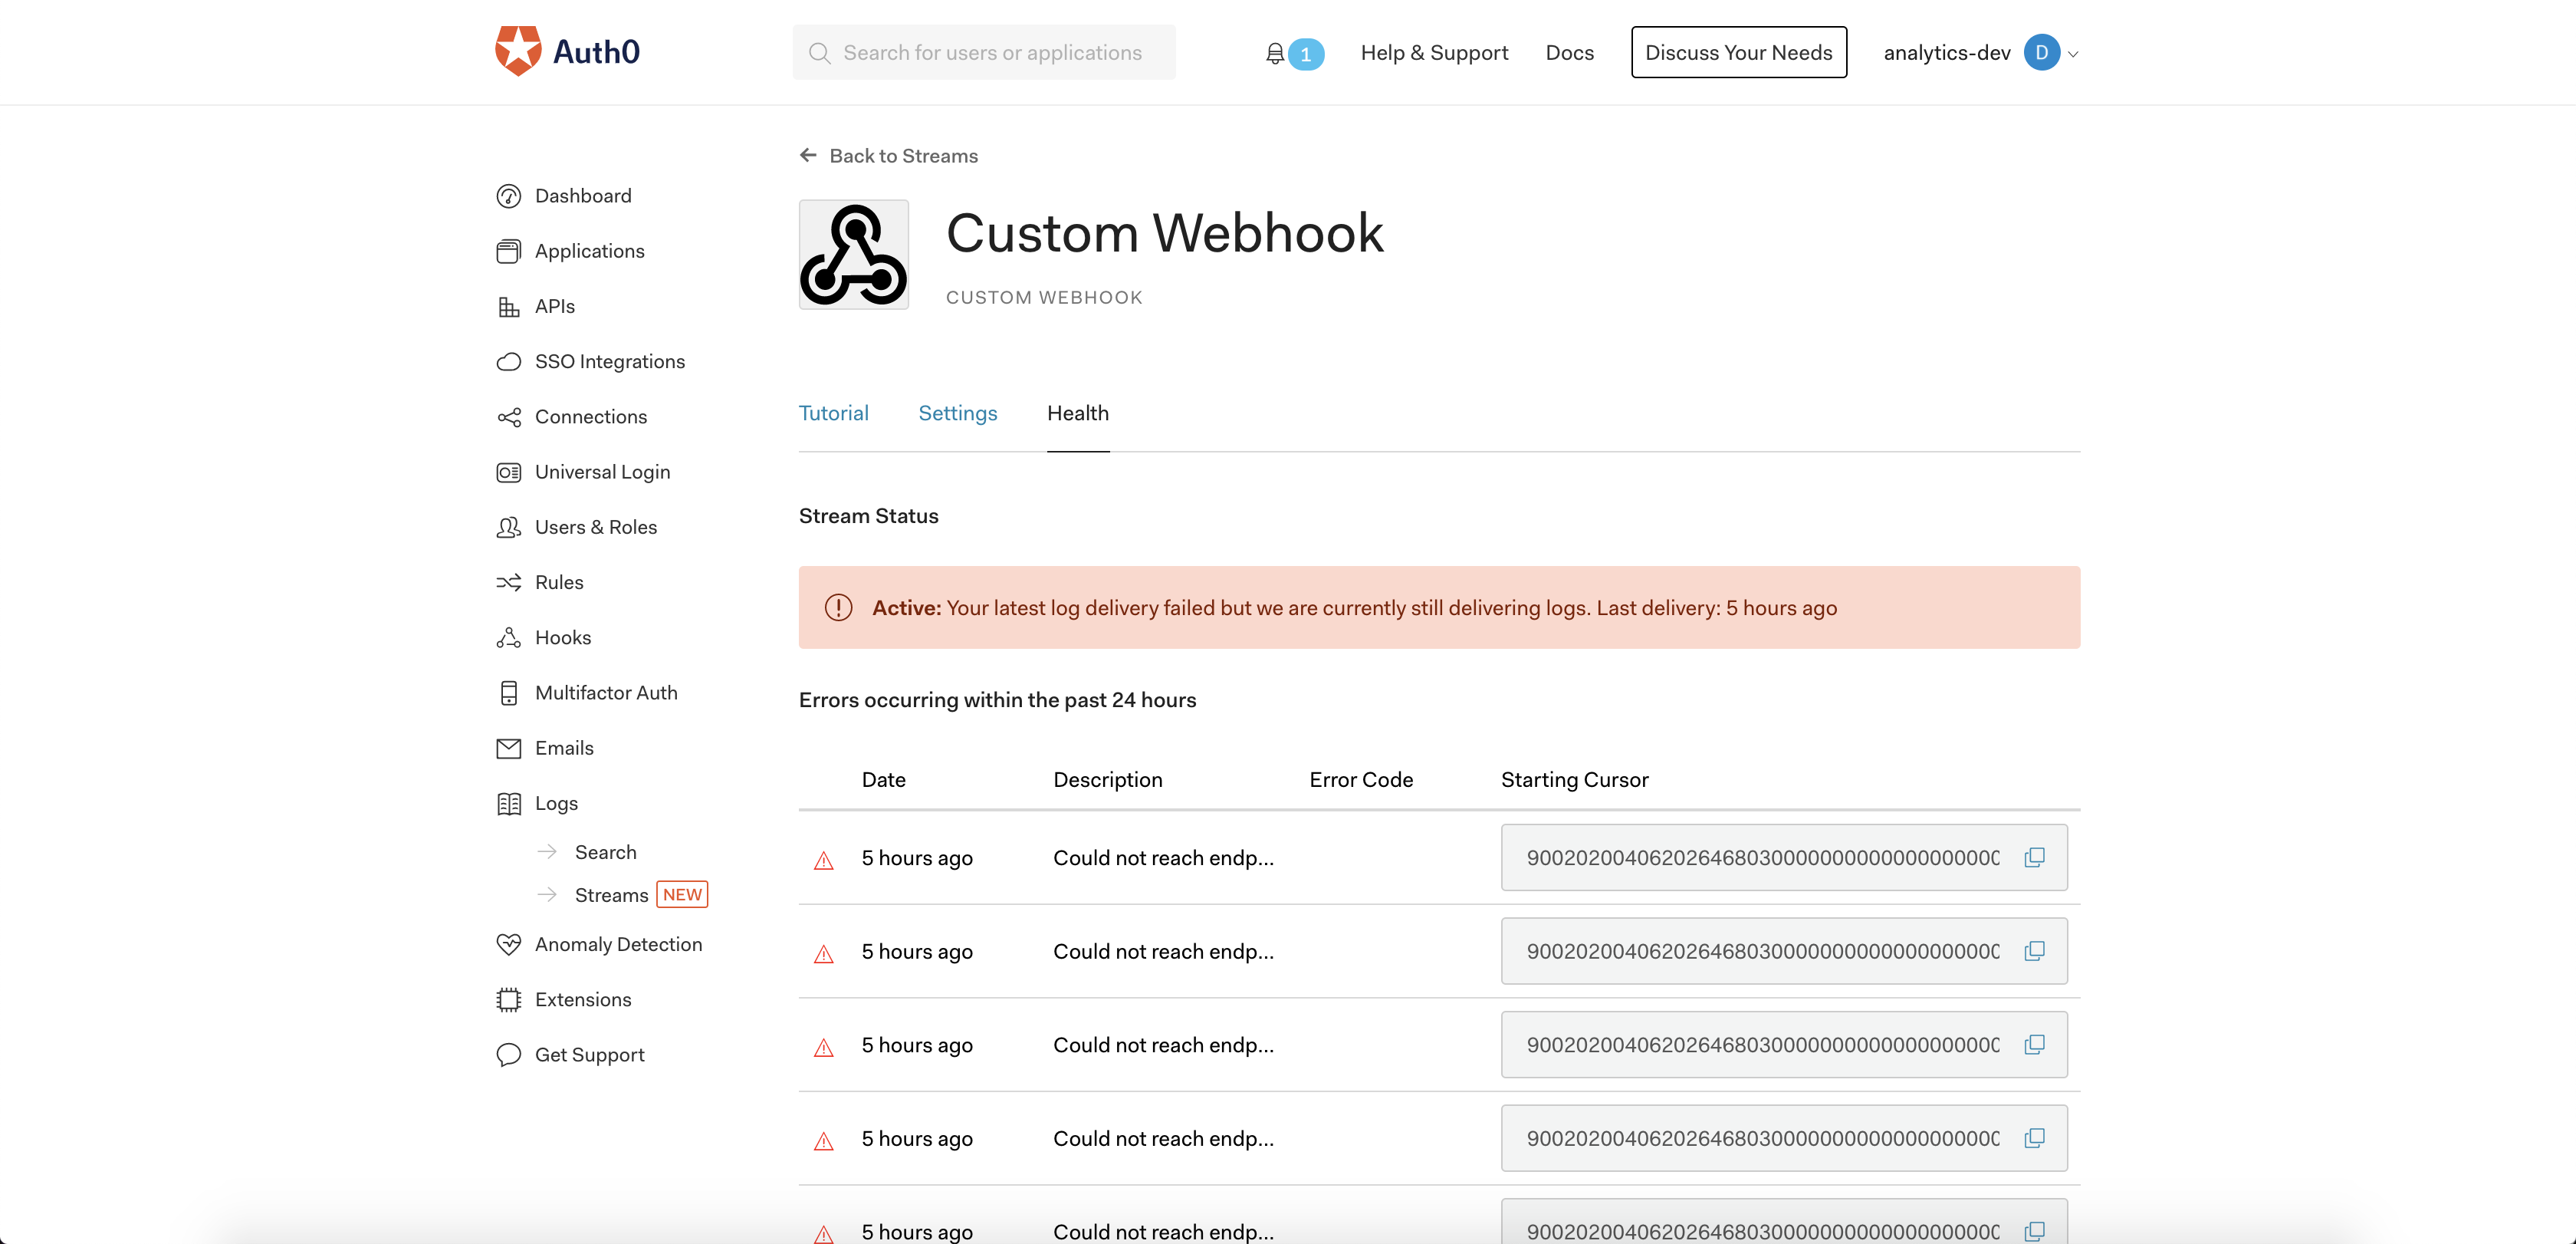 Auth0
Search for users or applications
1
Help & Support
Docs
Discuss Your Needs
analytics-dev
D
Back to Streams
Custom Webhook
CUSTOM WEBHOOK
Dashboard
Applications
APIs
SSO Integrations
Connections
Universal Login
Users & Roles
Rules
Hooks
Multifactor Auth
Emails
Logs
Search
Streams NEW
Anomaly Detection
Extensions
Get Support
Tutorial Settings Health
Stream Status
Active: Your latest log delivery failed but we are currently still delivering logs. Last delivery: 5 hours ago
Errors occurring within the past 24 hours
Date Description Error Code Starting Cursor
5 hours ago Could not reach endp...
5 hours ago Could not reach endp...
5 hours ago Could not reach endp...
5 hours ago Could not reach endp...
5 hours ago Could not reach endp...